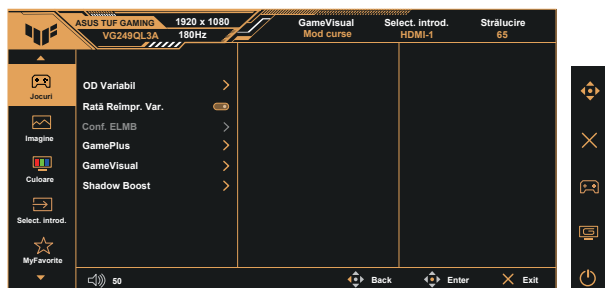 ASUS TUF GAMING 1920 x 1080 GameVisual Select. introd. Strălucire
VG249QL3A 180Hz Mod curse HDMI-1 65
Jocuri
Imagine
Culoare
Select. introd.
MyFavorite
OD Variabil
Rată Reîmpr. Var.
Conf. ELMB
GamePlus
GameVisual
Shadow Boost
50 Back Enter Exit